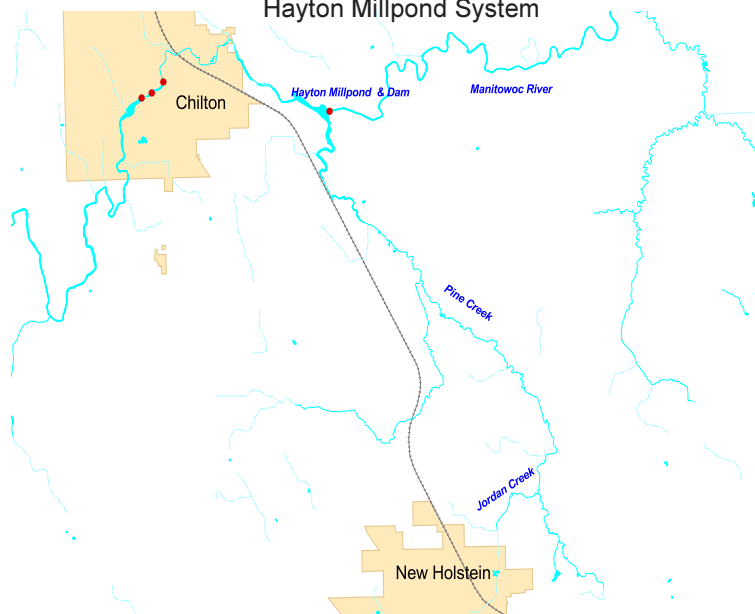 Hayton Millpond System
Hayton Millpond & Dam
Manitowoc River
Chilton
Pine Creek
Jordan Creek
New Holstein